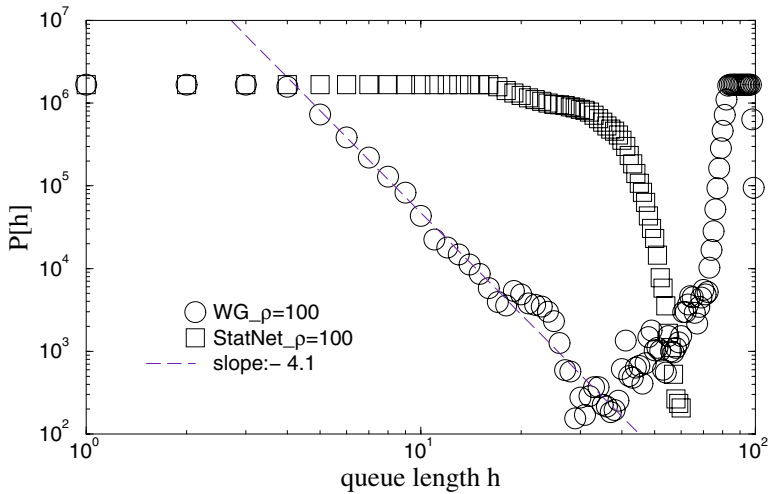 10^7
10^6
10^5
10^4
10^3
10^2
P[h]
WG_ρ=100
StatNet_ρ=100
slope:− 4.1
10^0
10^1
10^2
queue length h